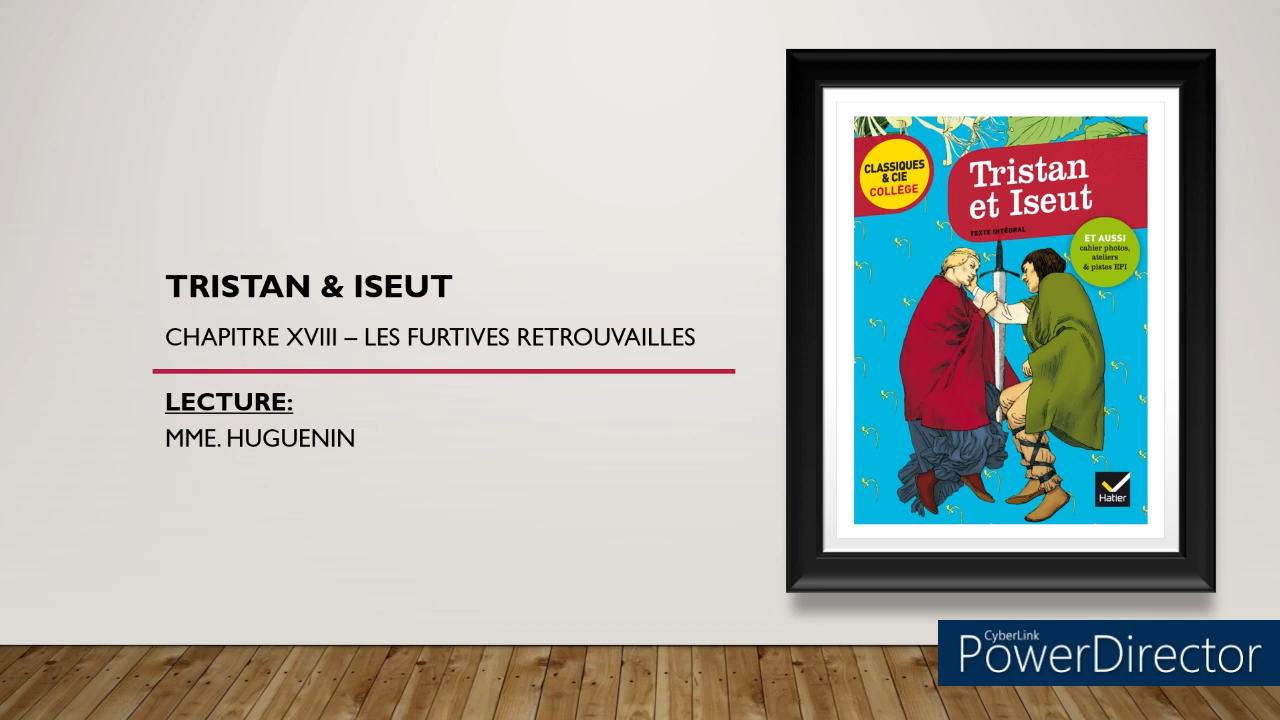 TRISTAN & ISEUT
CHAPITRE XVIII – LES FURTIVES RETROUVAILLES
LECTURE:
MME. HUGUENIN
CLASSIQUES
& CIE
COLLÈGE
Tristan
et Iseut
TEXTE INTÉGRAL
ET AUSSI
cahier photos,
ateliers
& pistes EPI
Hatier
CyberLink
PowerDirector